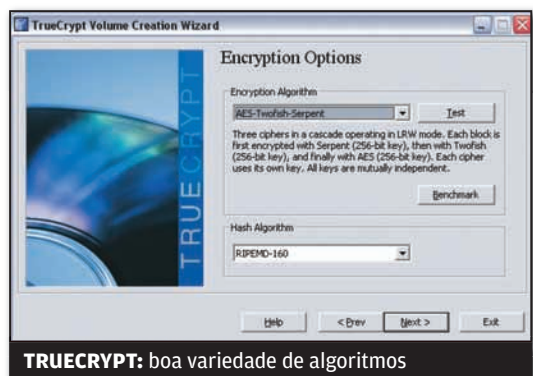 TrueCrypt Volume Creation Wizard
TRUECRYPT
Encryption Options
Encryption Algorithm
AES-Twofish-Serpent
Test
Three ciphers in a cascade operating in LRW mode. Each block is
first encrypted with Serpent (256-bit key), then with Twofish
(256-bit key), and finally with AES (256-bit key). Each cipher
uses its own key. All keys are mutually independent.
Benchmark
Hash Algorithm
RIPEMD-160
Help
< Prev
Next >
Exit
TRUECRYPT: boa variedade de algoritmos